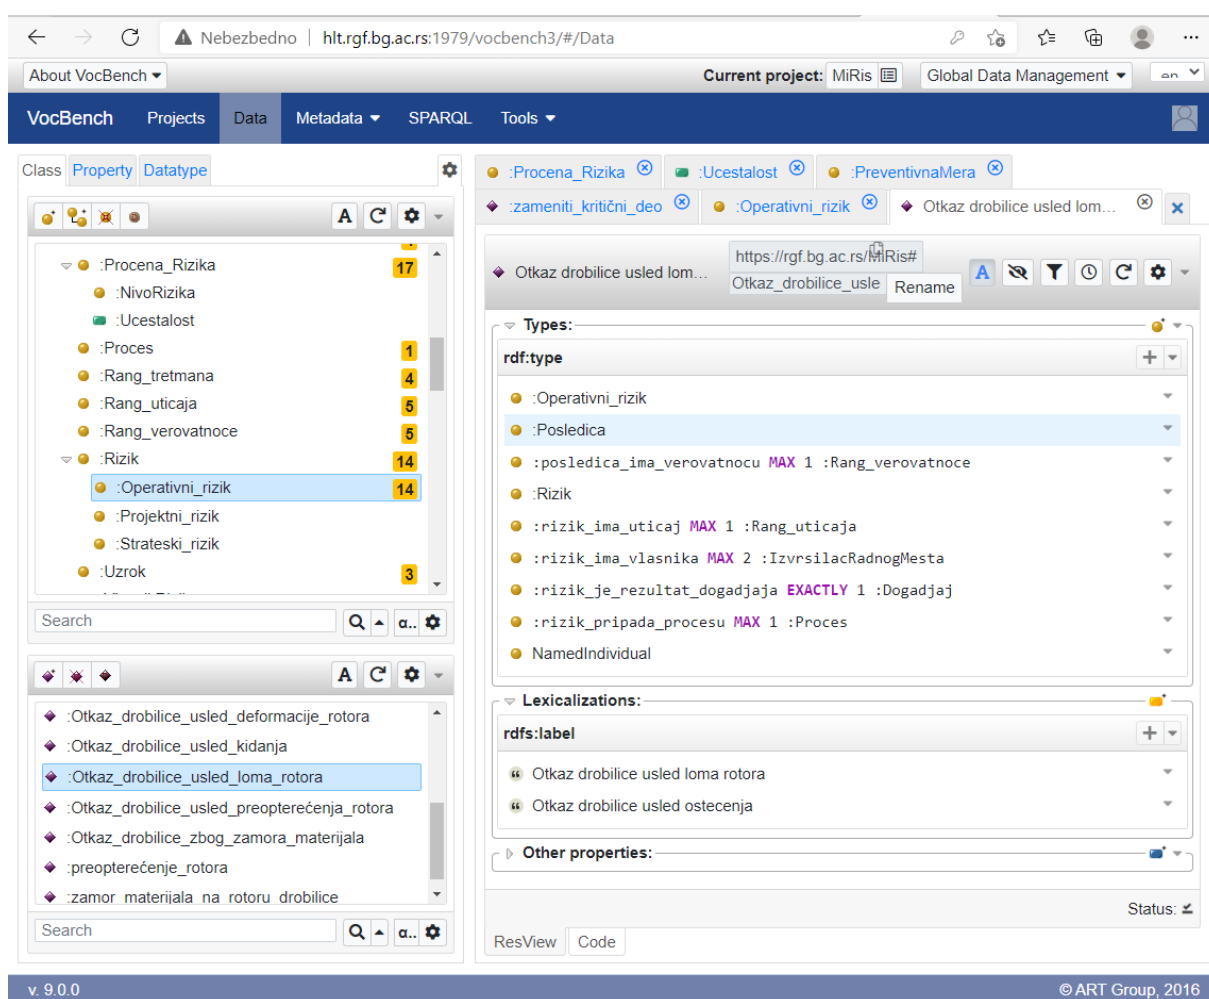 Nebezbedno | hlt.rgf.bg.ac.rs:1979/vocbench3/#/Data
About VocBench
Current project: MiRis
Global Data Management
en
VocBench Projects Data Metadata SPARQL Tools
Class Property Datatype
:Procena_Rizika 17
:NivoRizika
:Ucestalost
:Proces 1
:Rang_tretmana 4
:Rang_uticaja 5
:Rang_verovatnoce 5
:Rizik 14
:Operativni_rizik 14
:Projektni_rizik
:Strateski_rizik
:Uzrok 3
Search
α..
:Otkaz_drobilice_usled_deformacije_rotora
:Otkaz_drobilice_usled_kidanja
:Otkaz_drobilice_usled_loma_rotora
:Otkaz_drobilice_usled_preopterećenja_rotora
:Otkaz_drobilice_zbog_zamora_materijala
:preopterećenje_rotora
:zamor_materijala_na_rotoru_drobilice
Search
α..
:Procena_Rizika :Ucestalost :PreventivnaMera
:zameniti_kritični_deo :Operativni_rizik Otkaz drobilice usled lom...
Otkaz drobilice usled lom...
https://rgf.bg.ac.rs/MiRis#
Otkaz_drobilice_usle
Rename
A
Types:
rdf:type
:Operativni_rizik
:Posledica
:posledica_ima_verovatnocu MAX 1 :Rang_verovatnoce
:Rizik
:rizik_ima_uticaj MAX 1 :Rang_uticaja
:rizik_ima_vlasnika MAX 2 :IzvrsilacRadnogMesta
:rizik_je_rezultat_dogadjaja EXACTLY 1 :Dogadjaj
:rizik_pripada_procesu MAX 1 :Proces
NamedIndividual
Lexicalizations:
rdfs:label
Otkaz drobilice usled loma rotora
Otkaz drobilice usled ostecenja
Other properties:
Status:
ResView Code
v. 9.0.0
© ART Group, 2016